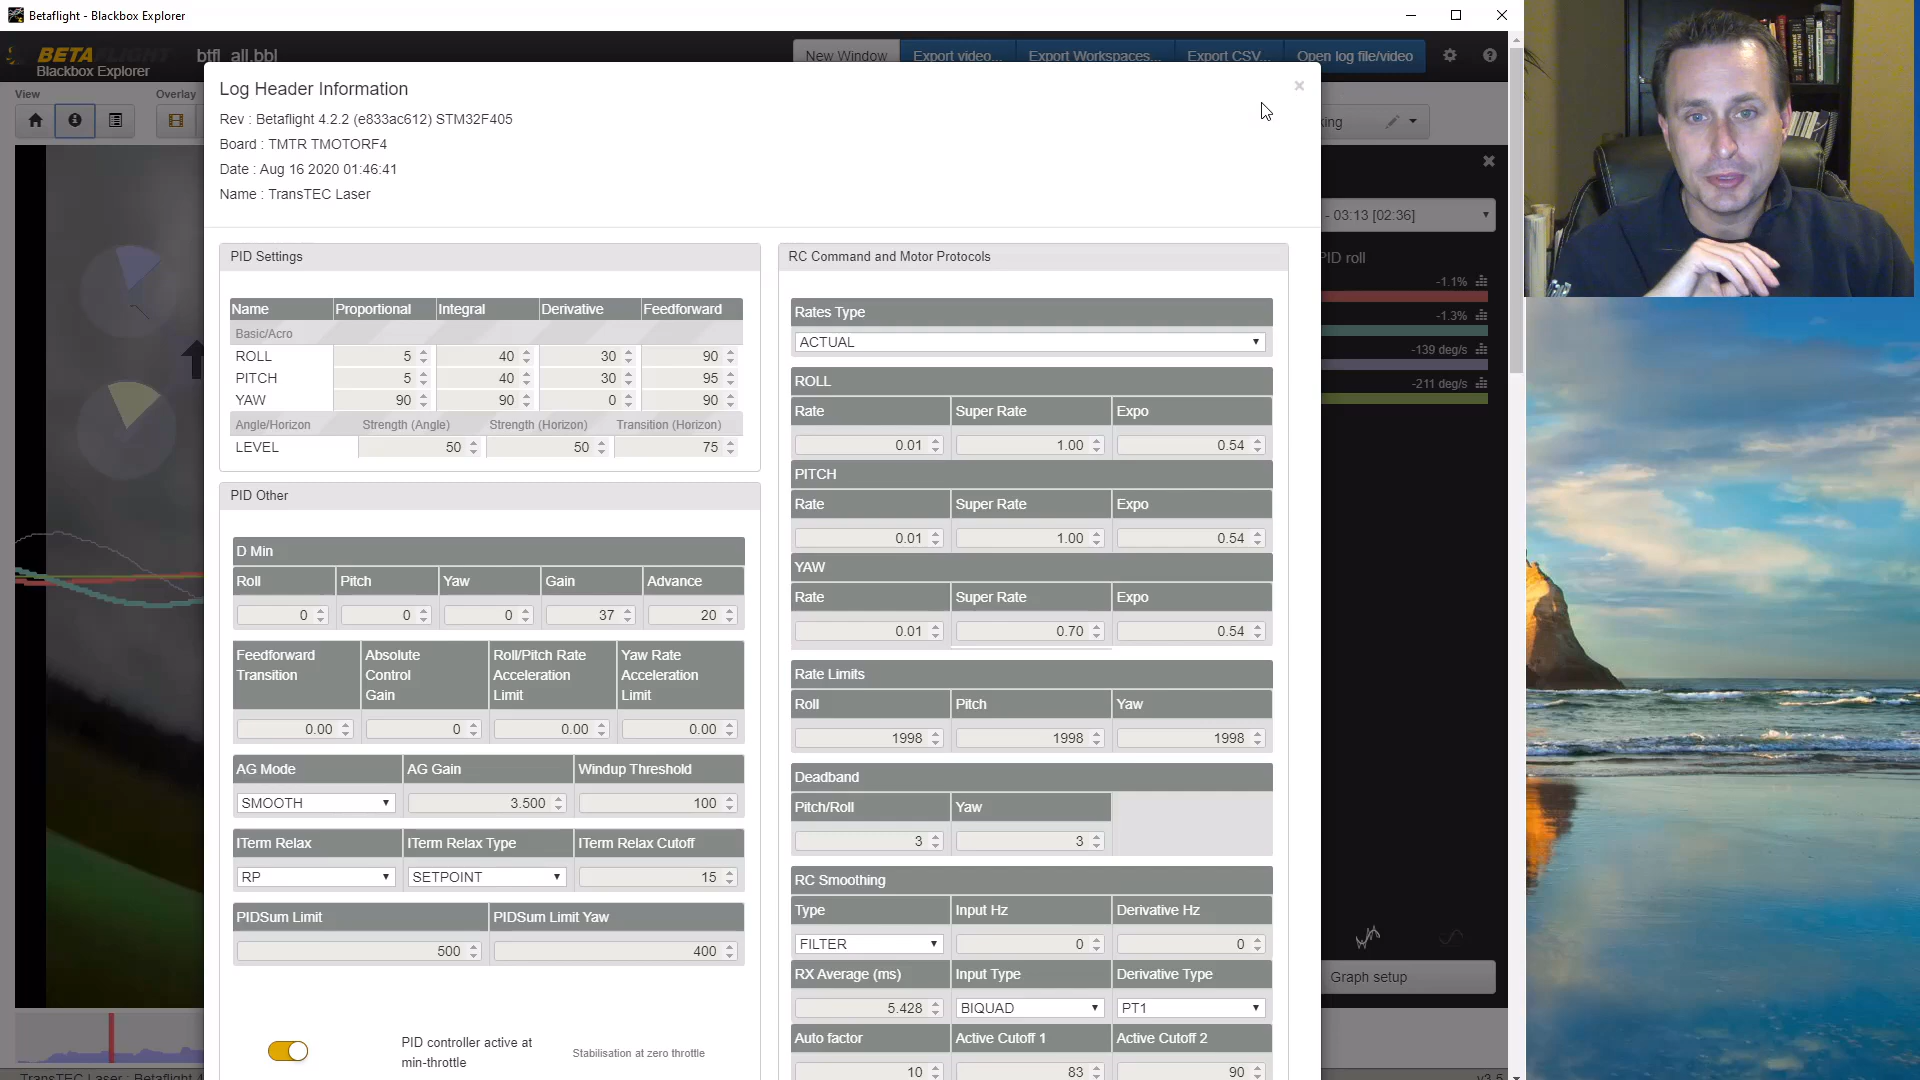 Betaflight - Blackbox Explorer
BETAFLIGHT
Blackbox Explorer
btfl_all.bbl
New Window
Export video...
Export Workspaces...
Export CSV...
Open log file/video
View
Overlay
Log Header Information
Rev : Betaflight 4.2.2 (e833ac612) STM32F405
Board : TMTR TMOTORF4
Date : Aug 16 2020 01:46:41
Name : TransTEC Laser
PID Settings
Name Proportional Integral Derivative Feedforward
Basic/Acro
ROLL 5 40 30 90
PITCH 5 40 30 95
YAW 90 90 0 90
Angle/Horizon Strength (Angle) Strength (Horizon) Transition (Horizon)
LEVEL 50 50 75
PID Other
D Min
Roll Pitch Yaw Gain Advance
0 0 0 37 20
Feedforward Transition
Absolute Control Gain
Roll/Pitch Rate Acceleration Limit
Yaw Rate Acceleration Limit
0.00 0 0.00 0.00
AG Mode AG Gain Windup Threshold
SMOOTH 3.500 100
ITerm Relax ITerm Relax Type ITerm Relax Cutoff
RP SETPOINT 15
PIDSum Limit PIDSum Limit Yaw
500 400
PID controller active at
min-throttle
Stabilisation at zero throttle
RC Command and Motor Protocols
Rates Type
ACTUAL
ROLL
Rate Super Rate Expo
0.01 1.00 0.54
PITCH
Rate Super Rate Expo
0.01 1.00 0.54
YAW
Rate Super Rate Expo
0.01 0.70 0.54
Rate Limits
Roll Pitch Yaw
1998 1998 1998
Deadband
Pitch/Roll Yaw
3 3
RC Smoothing
Type Input Hz Derivative Hz
FILTER 0 0
RX Average (ms) Input Type Derivative Type
5.428 BIQUAD PT1
Auto factor Active Cutoff 1 Active Cutoff 2
10 83 90
- 03:13 [02:36]
PID roll
-1.1%
-1.3%
-139 deg/s
-211 deg/s
Graph setup
TransTEC Laser : Betaflight 4
v3.5